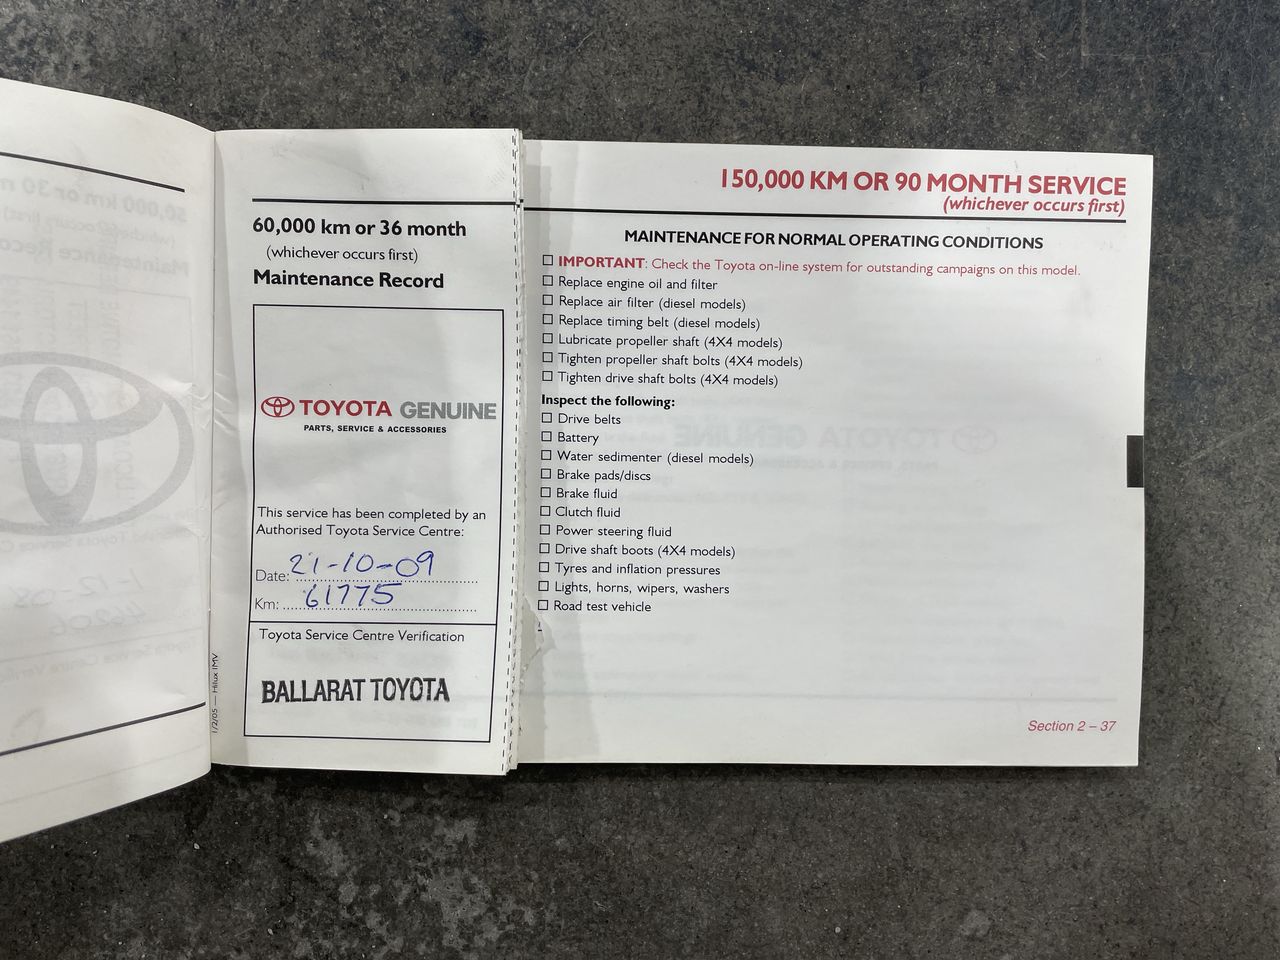 60,000 km or 36 month
(whichever occurs first)
Maintenance Record
TOYOTA GENUINE
PARTS, SERVICE & ACCESSORIES
This service has been completed by an
Authorised Toyota Service Centre:
Date: 21-10-09
Km: 61775
Toyota Service Centre Verification
BALLARAT TOYOTA
1/2/05 — Hilux IMV
150,000 KM OR 90 MONTH SERVICE
(whichever occurs first)
MAINTENANCE FOR NORMAL OPERATING CONDITIONS
IMPORTANT: Check the Toyota on-line system for outstanding campaigns on this model.
Replace engine oil and filter
Replace air filter (diesel models)
Replace timing belt (diesel models)
Lubricate propeller shaft (4X4 models)
Tighten propeller shaft bolts (4X4 models)
Tighten drive shaft bolts (4X4 models)
Inspect the following:
Drive belts
Battery
Water sedimenter (diesel models)
Brake pads/discs
Brake fluid
Clutch fluid
Power steering fluid
Drive shaft boots (4X4 models)
Tyres and inflation pressures
Lights, horns, wipers, washers
Road test vehicle
Section 2 – 37